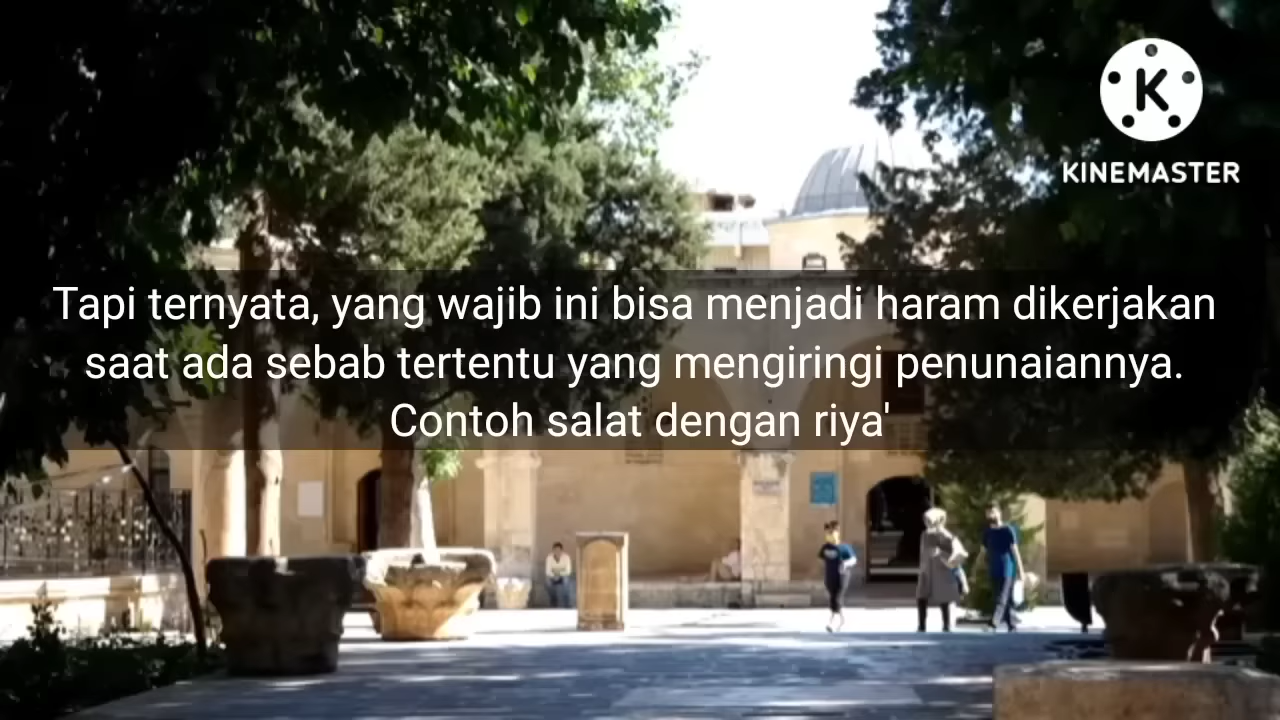 K
KINEMASTER
Tapi ternyata, yang wajib ini bisa menjadi haram dikerjakan
saat ada sebab tertentu yang mengiringi penunaiannya.
Contoh salat dengan riya'